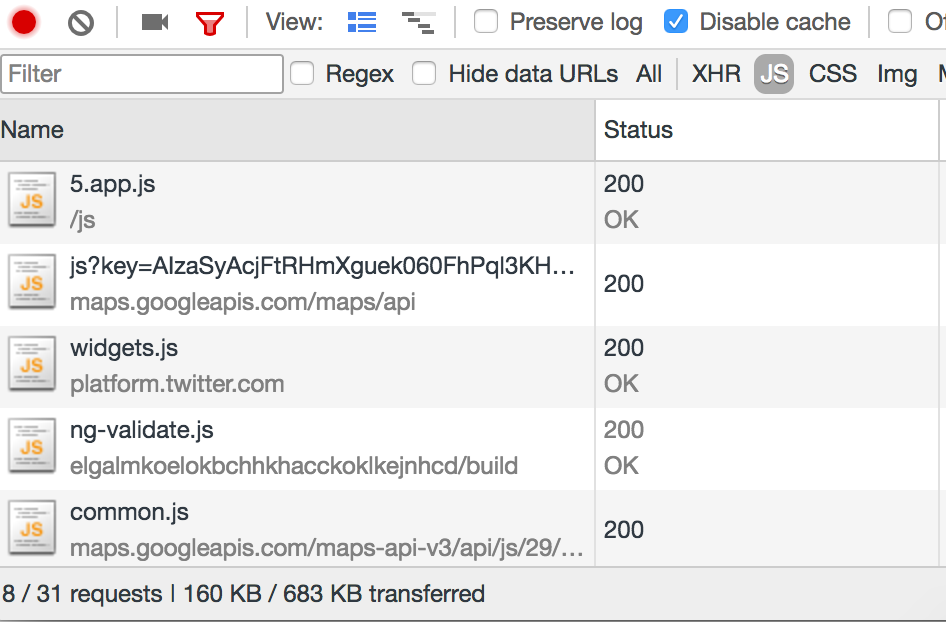 View: Preserve log Disable cache
Filter Regex Hide data URLs All XHR JS CSS Img
Name Status
JS 5.app.js 200
/js OK
JS js?key=AIzaSyAcjFtRHmXguek060FhPql3KH… 200
maps.googleapis.com/maps/api
JS widgets.js 200
platform.twitter.com OK
JS ng-validate.js 200
elgalmkoelokbchhkhacckoklkejnhcd/build OK
JS common.js 200
maps.googleapis.com/maps-api-v3/api/js/29/…
8 / 31 requests | 160 KB / 683 KB transferred